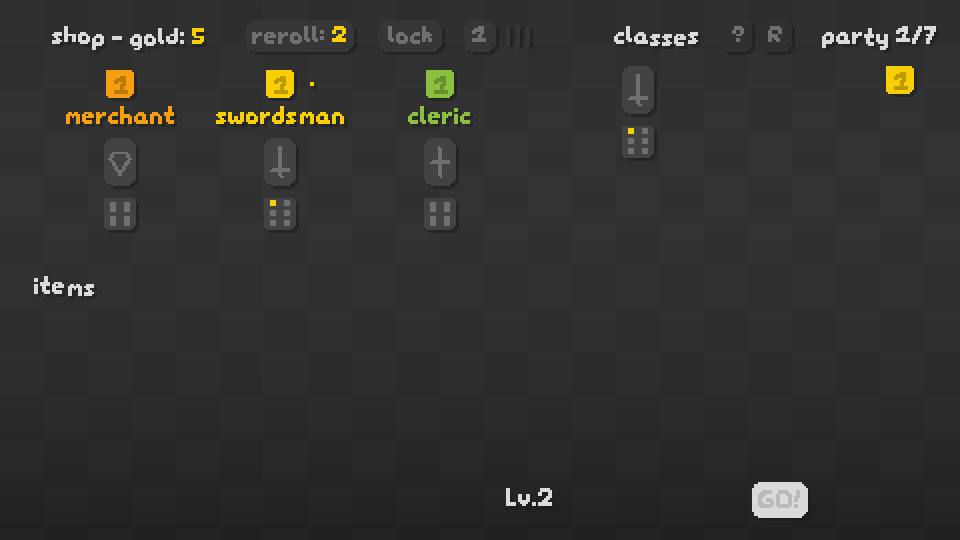 shop - gold: 5 reroll: 2 lock 1 classes ? R party 1/7
1 1 1 1
merchant swordsman cleric
items
Lv.2 GO!